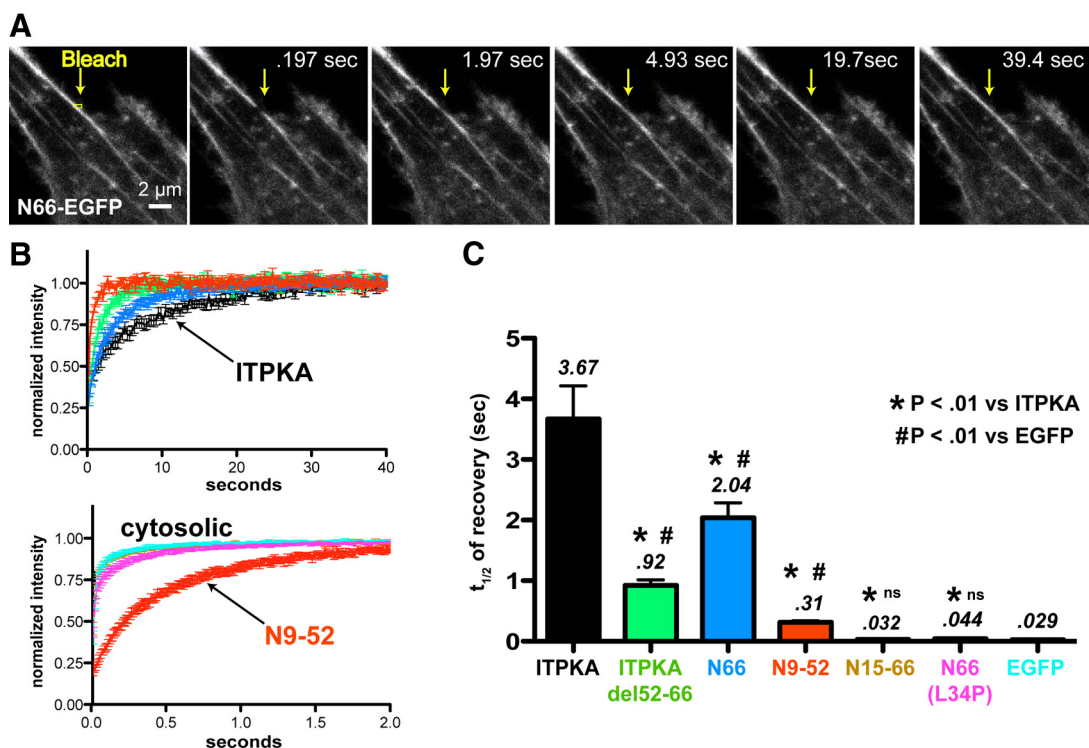 A
Bleach
N66-EGFP
2 µm
.197 sec
1.97 sec
4.93 sec
19.7sec
39.4 sec
B
normalized intensity
1.00
0.75
0.50
0.25
0.00
ITPKA
0 10 20 30 40
seconds
normalized intensity
1.00
0.75
0.50
0.25
0.00
cytosolic
N9-52
0.0 0.5 1.0 1.5 2.0
seconds
C
t1/2 of recovery (sec)
5
4
3
2
1
0
* P < .01 vs ITPKA
#P < .01 vs EGFP
3.67
* #
.92
* #
2.04
* #
.31
* ns
.032
* ns
.044
.029
ITPKA
ITPKA
del52-66
N66
N9-52
N15-66
N66
(L34P)
EGFP